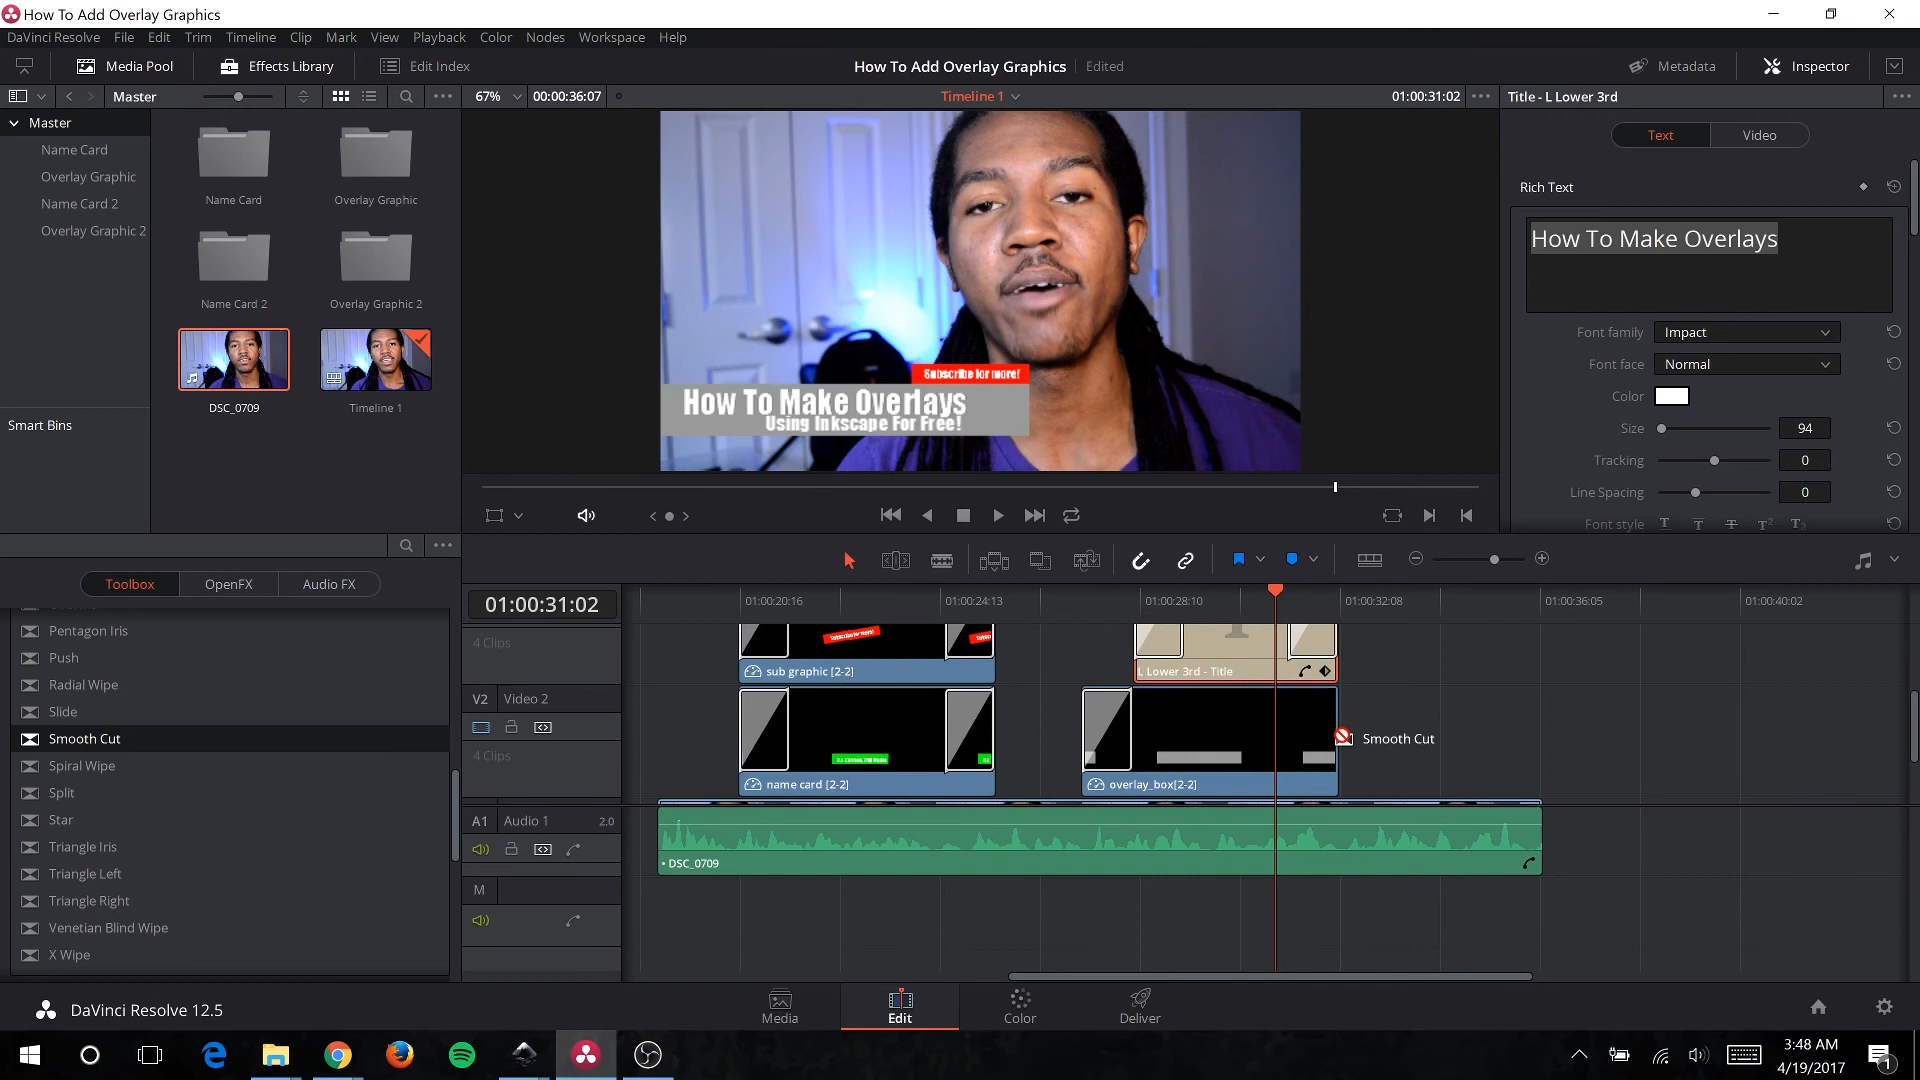 How To Add Overlay Graphics
DaVinci Resolve File Edit Trim Timeline Clip Mark View Playback Color Nodes Workspace Help
Media Pool Effects Library Edit Index How To Add Overlay Graphics Edited Metadata Inspector
Master 67% 00:00:36:07 Timeline 1 01:00:31:02 Title - L Lower 3rd
Master
Name Card
Overlay Graphic
Name Card 2
Overlay Graphic 2
Smart Bins
Name Card Overlay Graphic
Name Card 2 Overlay Graphic 2
DSC_0709 Timeline 1
Subscribe for more!
How To Make Overlays
Using Inkscape For Free!
Text Video
Rich Text
How To Make Overlays
Font family Impact
Font face Normal
Color
Size 94
Tracking 0
Line Spacing 0
Font style T T T T2 T2
Toolbox OpenFX Audio FX
Pentagon Iris
Push
Radial Wipe
Slide
Smooth Cut
Spiral Wipe
Split
Star
Triangle Iris
Triangle Left
Triangle Right
Venetian Blind Wipe
X Wipe
01:00:31:02 01:00:20:16 01:00:24:13 01:00:28:10 01:00:32:08 01:00:36:05 01:00:40:02
4 Clips
Subscribe for more!
sub graphic [2-2] L Lower 3rd - Title
V2 Video 2
4 Clips
Smooth Cut
name card [2-2] overlay_box[2-2]
A1 Audio 1 2.0
DSC_0709
M
DaVinci Resolve 12.5
Media Edit Color Deliver
3:48 AM
4/19/2017
1